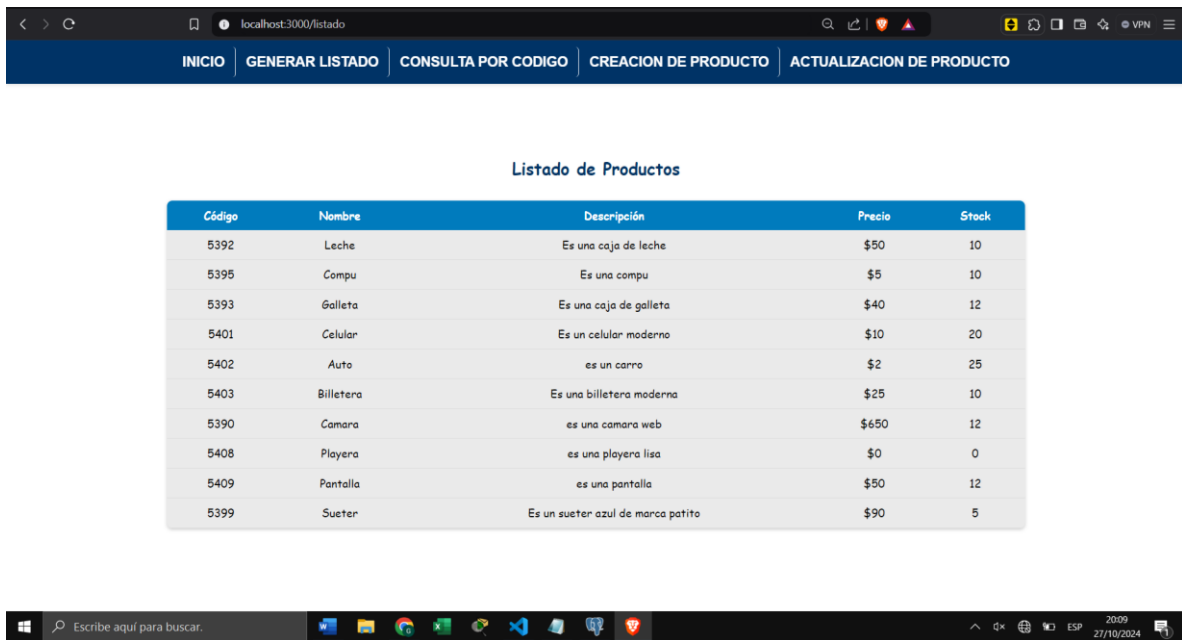 localhost:3000/listado
VPN
INICIO GENERAR LISTADO CONSULTA POR CODIGO CREACION DE PRODUCTO ACTUALIZACION DE PRODUCTO
Listado de Productos
Código Nombre Descripción Precio Stock
5392 Leche Es una caja de leche $50 10
5395 Compu Es una compu $5 10
5393 Galleta Es una caja de galleta $40 12
5401 Celular Es un celular moderno $10 20
5402 Auto es un carro $2 25
5403 Billetera Es una billetera moderna $25 10
5390 Camara es una camara web $650 12
5408 Playera es una playera lisa $0 0
5409 Pantalla es una pantalla $50 12
5399 Sueter Es un sueter azul de marca patito $90 5
Escribe aquí para buscar.
ESP
20:09
27/10/2024